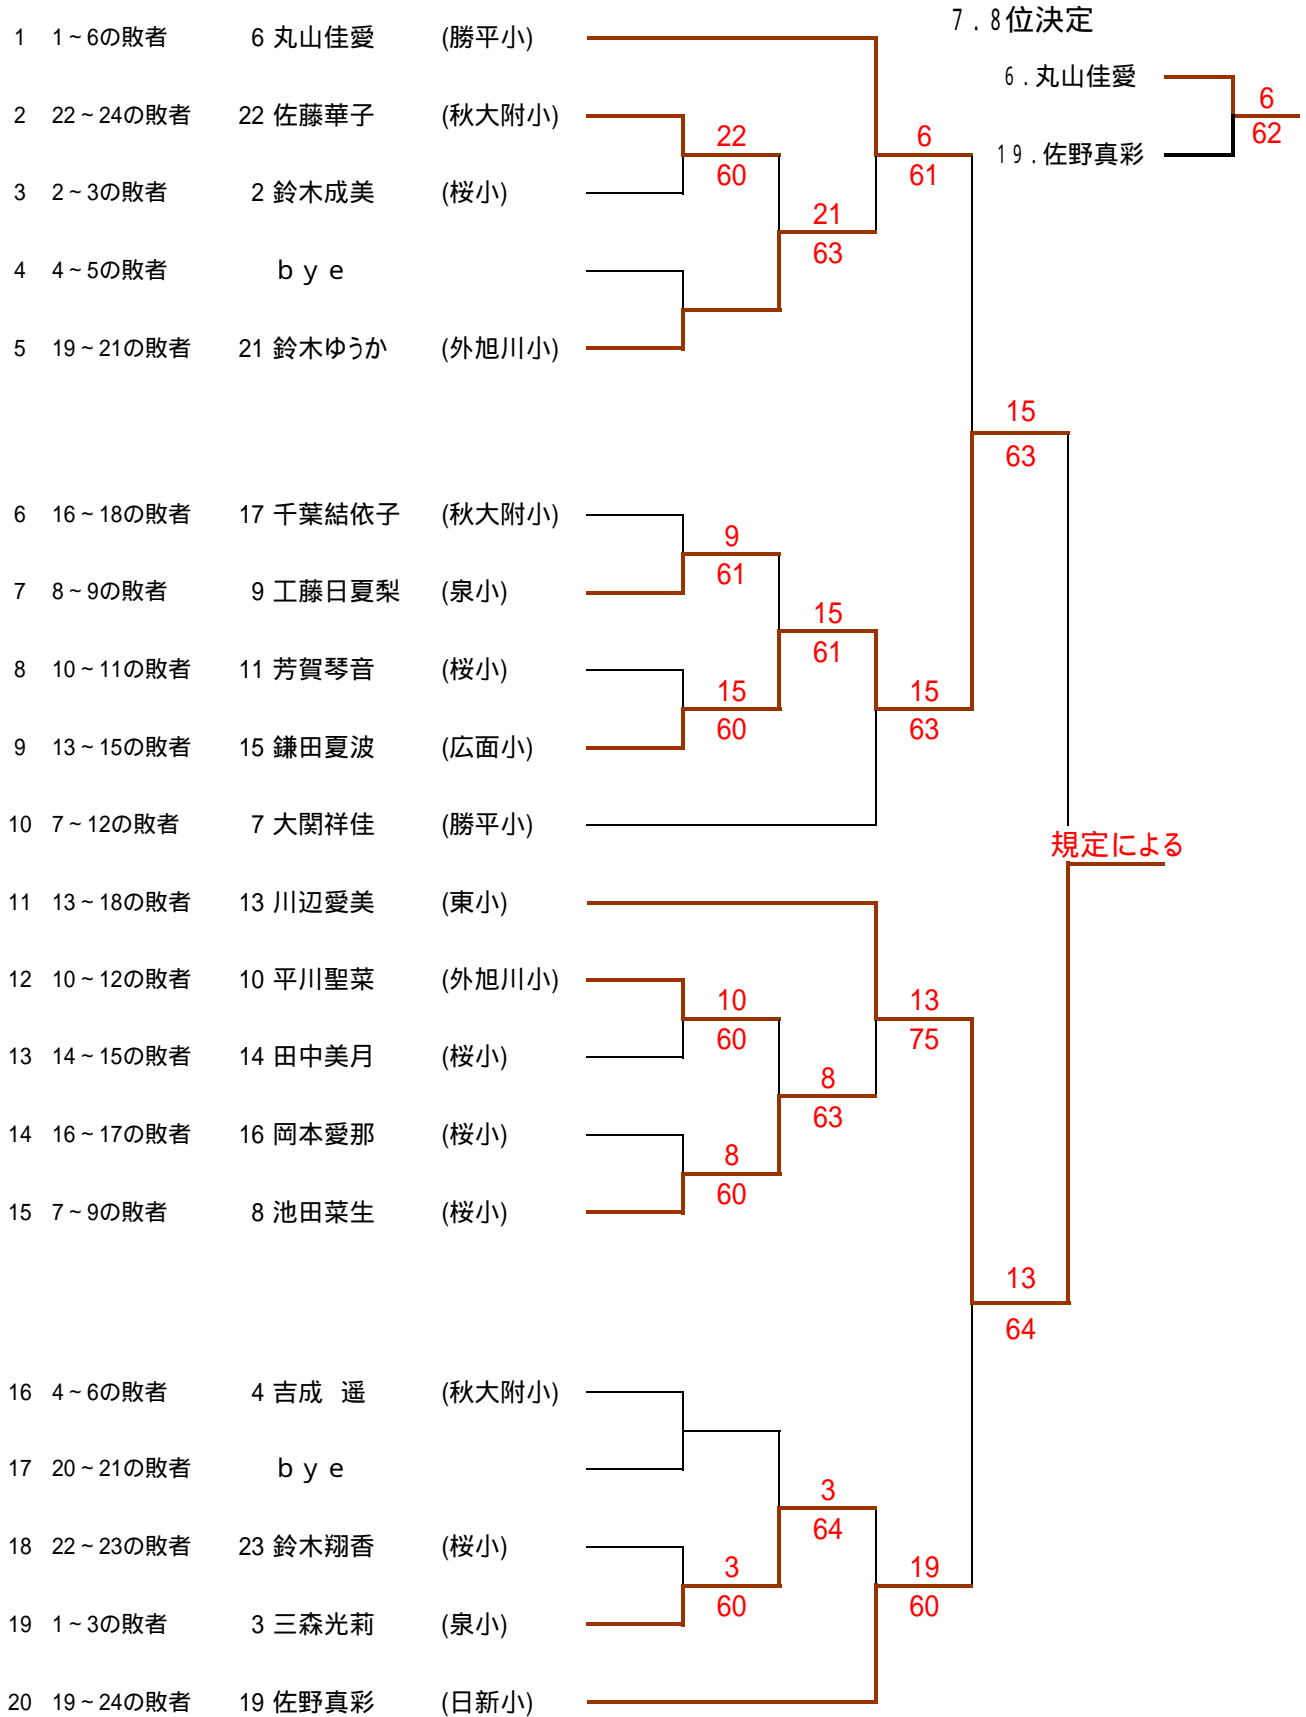 7.8位決定
1 1~6の敗者 6 丸山佳愛 (勝平小)
6.丸山佳愛
6
62
19.佐野真彩
2 22~24の敗者 22 佐藤華子 (秋大附小)
22
60
6
61
3 2~3の敗者 2 鈴木成美 (桜小)
21
63
4 4~5の敗者 bye
5 19~21の敗者 21 鈴木ゆうか (外旭川小)
15
63
6 16~18の敗者 17 千葉結依子 (秋大附小)
9
61
7 8~9の敗者 9 工藤日夏梨 (泉小)
15
61
8 10~11の敗者 11 芳賀琴音 (桜小)
15
60
15
63
9 13~15の敗者 15 鎌田夏波 (広面小)
10 7~12の敗者 7 大関祥佳 (勝平小)
規定による
11 13~18の敗者 13 川辺愛美 (東小)
12 10~12の敗者 10 平川聖菜 (外旭川小)
10
60
13
75
13 14~15の敗者 14 田中美月 (桜小)
8
63
14 16~17の敗者 16 岡本愛那 (桜小)
8
60
15 7~9の敗者 8 池田菜生 (桜小)
13
64
16 4~6の敗者 4 吉成 遥 (秋大附小)
17 20~21の敗者 bye
3
64
18 22~23の敗者 23 鈴木翔香 (桜小)
3
60
19
60
19 1~3の敗者 3 三森光莉 (泉小)
20 19~24の敗者 19 佐野真彩 (日新小)